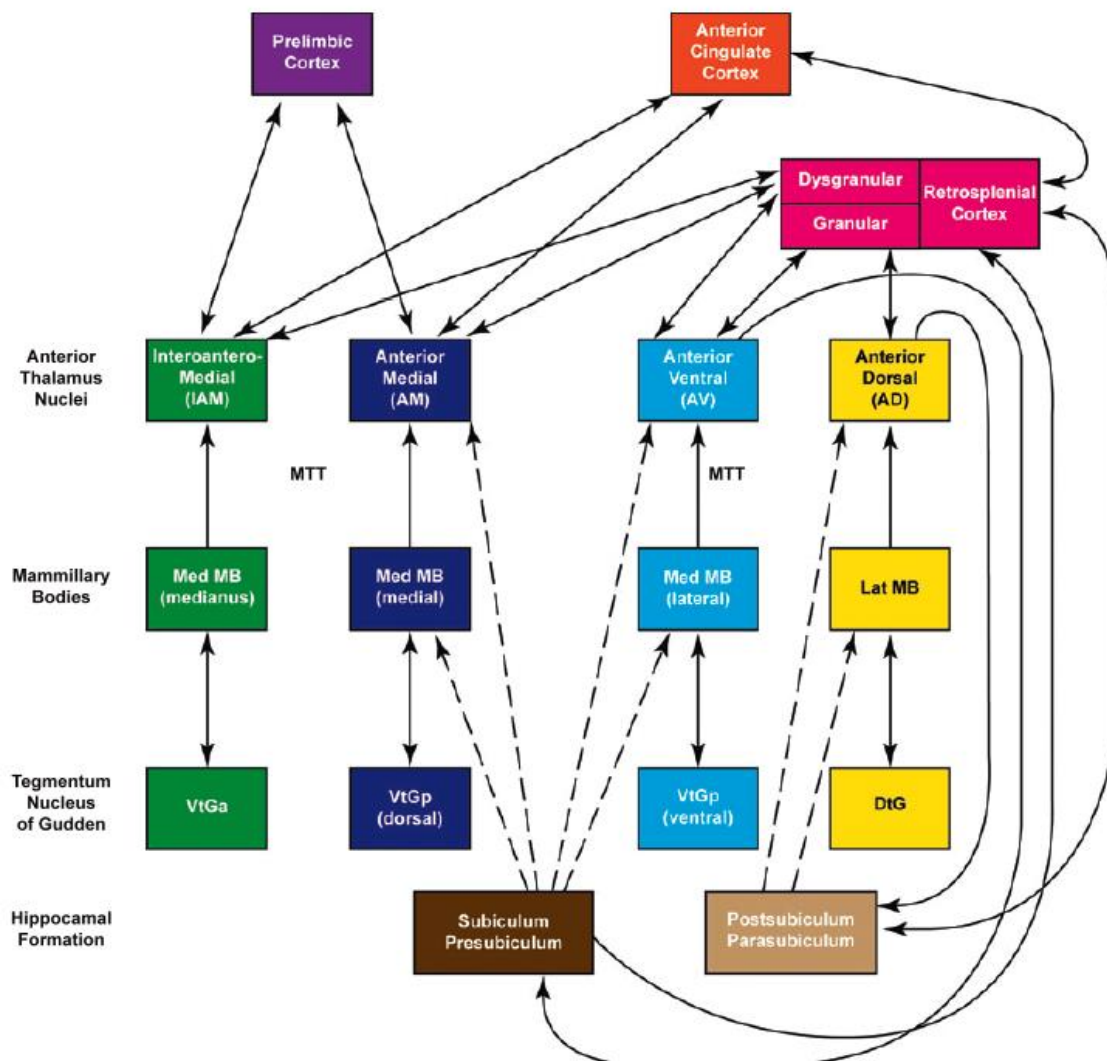 Prelimbic
Cortex
Anterior
Cingulate
Cortex
Dysgranular
Granular
Retrosplenial
Cortex
Anterior
Thalamus
Nuclei
Interoantero-
Medial
(IAM)
Anterior
Medial
(AM)
Anterior
Ventral
(AV)
Anterior
Dorsal
(AD)
MTT
MTT
Mammillary
Bodies
Med MB
(medianus)
Med MB
(medial)
Med MB
(lateral)
Lat MB
Tegmentum
Nucleus
of Gudden
VtGa
VtGp
(dorsal)
VtGp
(ventral)
DtG
Hippocamal
Formation
Subiculum
Presubiculum
Postsubiculum
Parasubiculum